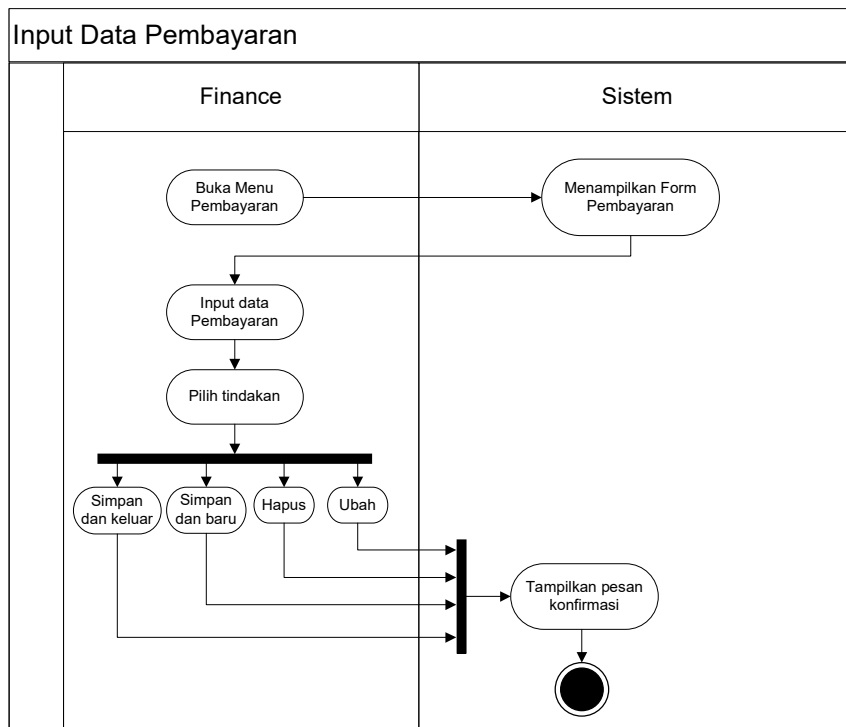 Input Data Pembayaran
Finance
Sistem
Buka Menu
Pembayaran
Menampilkan Form
Pembayaran
Input data
Pembayaran
Pilih tindakan
Simpan
dan keluar
Simpan
dan baru
Hapus
Ubah
Tampilkan pesan
konfirmasi